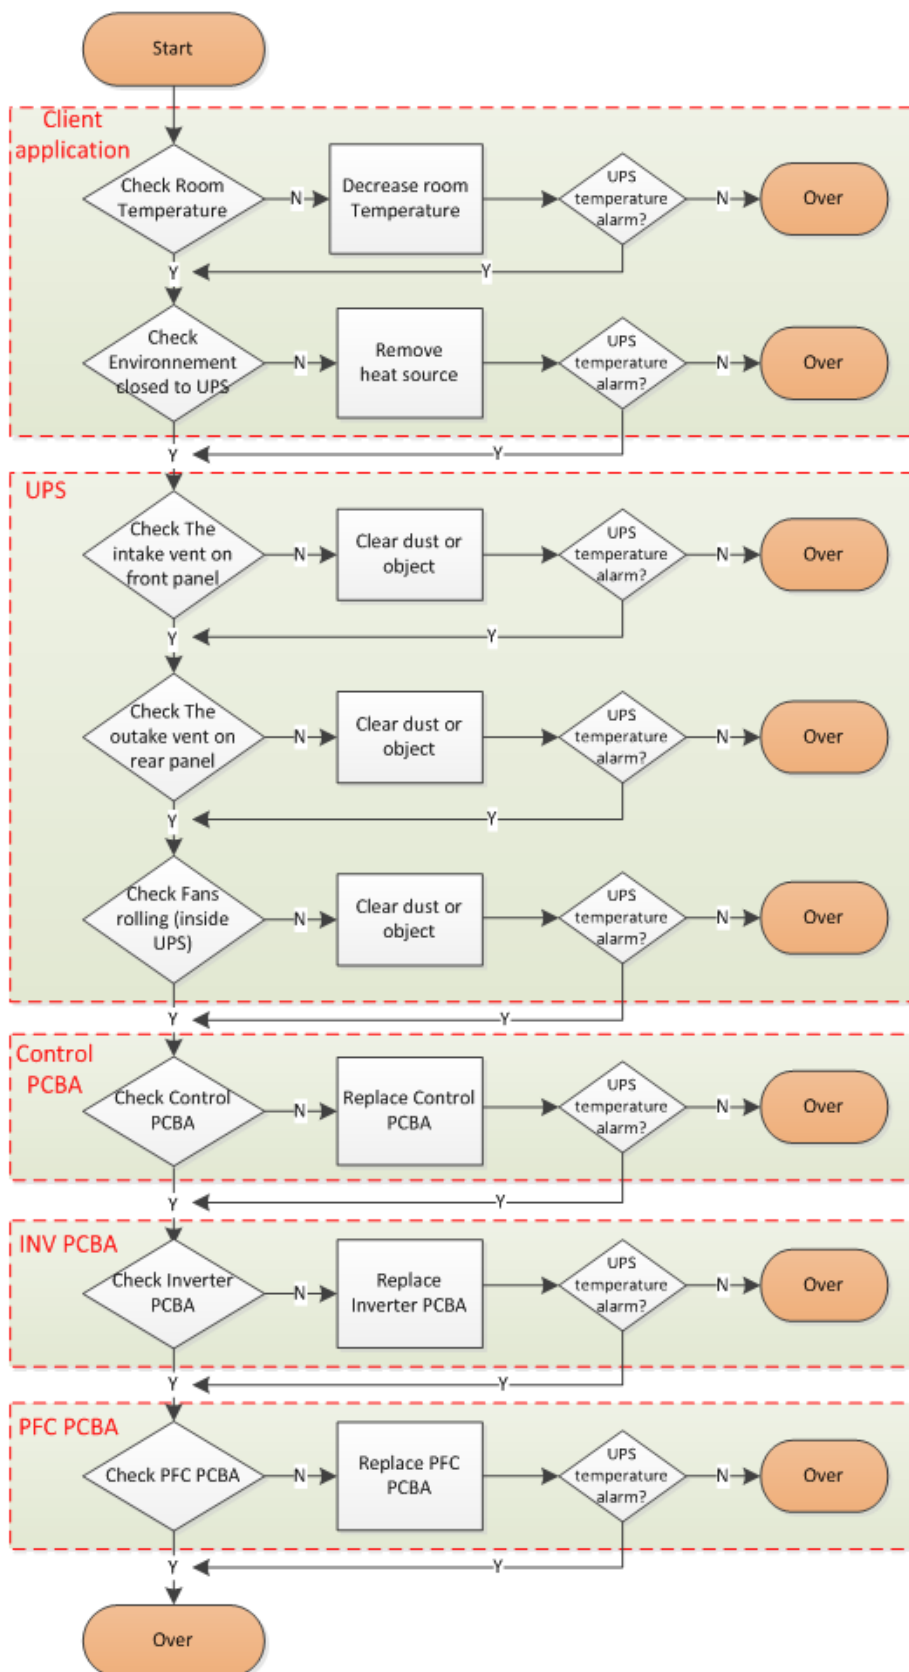 Start
Client
application
Check Room
Temperature
N
Decrease room
Temperature
UPS
temperature
alarm?
N
Over
Y
Y
Check
Environnement
closed to UPS
N
Remove
heat source
UPS
temperature
alarm?
N
Over
Y
Y
UPS
Check The
intake vent on
front panel
N
Clear dust or
object
UPS
temperature
alarm?
N
Over
Y
Y
Check The
outake vent on
rear panel
N
Clear dust or
object
UPS
temperature
alarm?
N
Over
Y
Y
Check Fans
rolling (inside
UPS)
N
Clear dust or
object
UPS
temperature
alarm?
N
Over
Y
Y
Control
PCBA
Check Control
PCBA
N
Replace Control
PCBA
UPS
temperature
alarm?
N
Over
Y
Y
INV PCBA
Check Inverter
PCBA
N
Replace
Inverter PCBA
UPS
temperature
alarm?
N
Over
Y
Y
PFC PCBA
Check PFC PCBA
N
Replace PFC
PCBA
UPS
temperature
alarm?
N
Over
Y
Y
Over